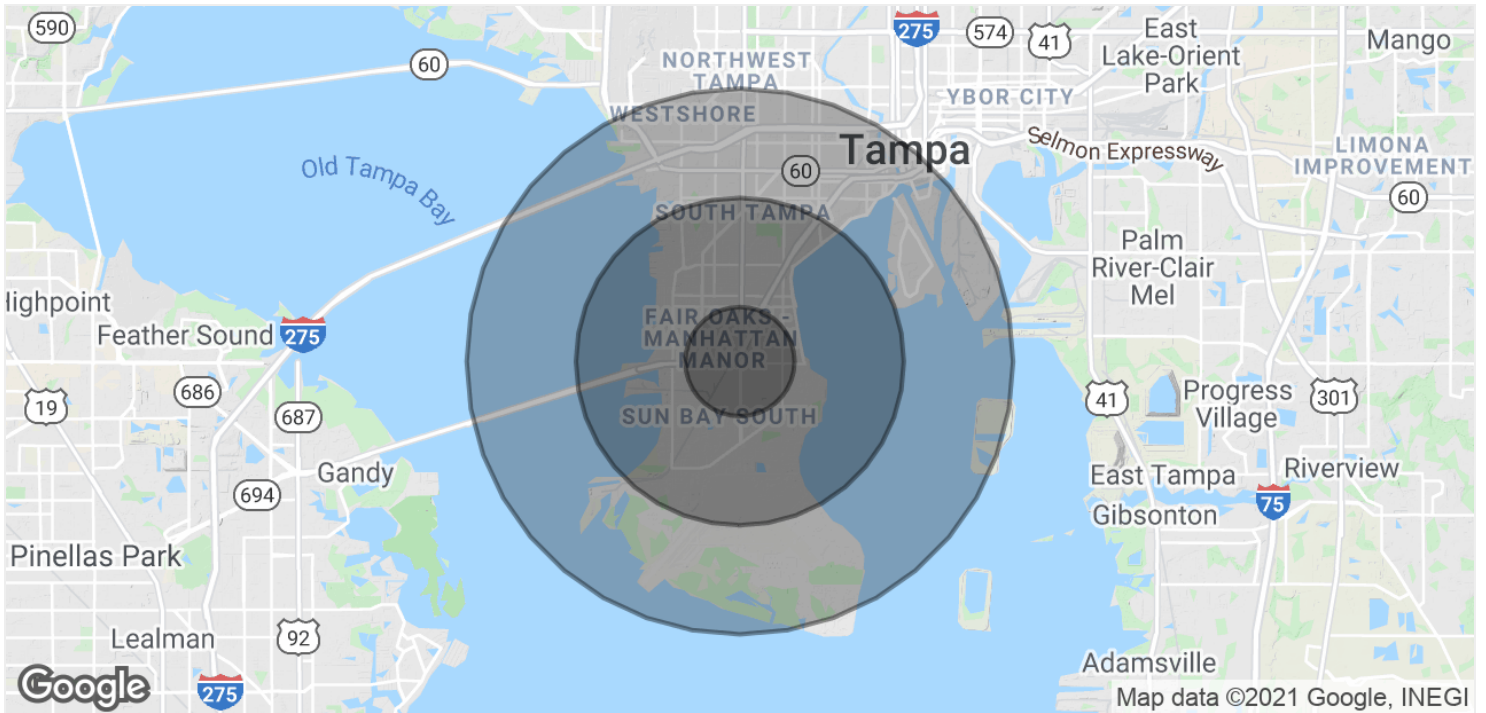 590
60
275
574
41
East
Lake-Orient
Park
Mango
NORTHWEST
TAMPA
WESTSHORE
YBOR CITY
Tampa
Selmon Expressway
LIMONA
IMPROVEMENT
60
60
Old Tampa Bay
SOUTH TAMPA
Palm
River-Clair
Mel
Highpoint
Feather Sound
275
FAIR OAKS -
MANHATTAN
MANOR
686
19
687
41
Progress
Village
301
SUN BAY SOUTH
Gandy
694
East Tampa
Riverview
75
Gibsonton
Pinellas Park
Lealman
92
Adamsville
Google
275
Map data ©2021 Google, INEGI